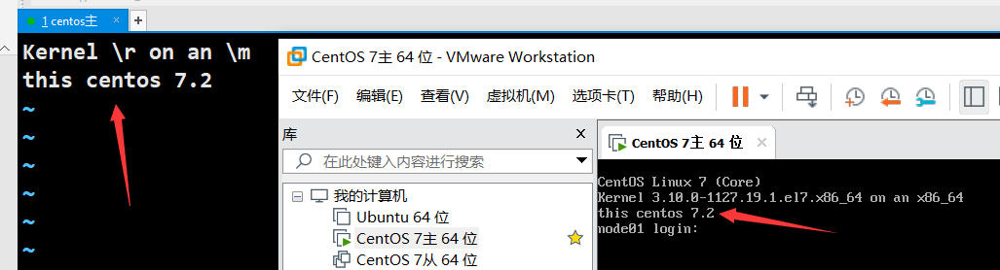 1 centos主
Kernel \r on an \m
this centos 7.2
~
~
~
~
~
~
CentOS 7主 64 位 - VMware Workstation
文件(F) 编辑(E) 查看(V) 虚拟机(M) 选项卡(T) 帮助(H)
库
在此处键入内容进行搜索
我的计算机
Ubuntu 64 位
CentOS 7主 64 位
CentOS 7从 64 位
CentOS 7主 64 位
CentOS Linux 7 (Core)
Kernel 3.10.0-1127.19.1.el7.x86_64 on an x86_64
this centos 7.2
node01 login: